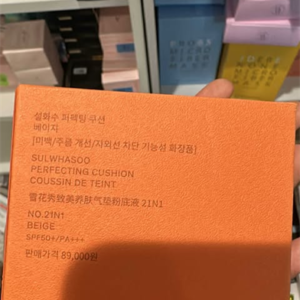 설화수 퍼펙팅 쿠션
베이지
[미백/주름 개선/자외선 차단 기능성 화장품]
SULWHASOO
PERFECTING CUSHION
COUSSIN DE TEINT
雪花秀致美养肤气垫粉底液 21N1
NO.21N1
BEIGE
SPF50+/PA+++
판매가격 89,000원